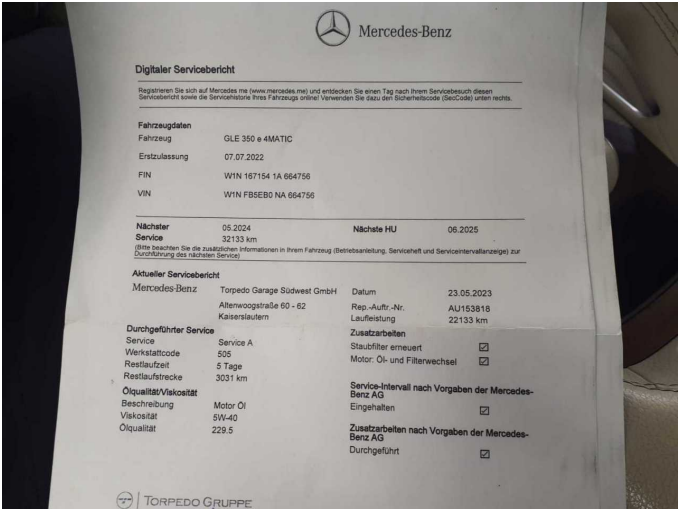 Mercedes-Benz
Digitaler Servicebericht
Registrieren Sie sich auf Mercedes me (www.mercedes.me) und entdecken Sie einen Tag nach Ihrem Servicebesuch diesen
Servicebericht sowie die Servicehistorie Ihres Fahrzeugs online! Verwenden Sie dazu den Sicherheitscode (SecCode) unten rechts.
Fahrzeugdaten
Fahrzeug GLE 350 e 4MATIC
Erstzulassung 07.07.2022
FIN W1N 167154 1A 664756
VIN W1N FB5EB0 NA 664756
Nächster 05.2024 Nächste HU 06.2025
Service 32133 km
(Bitte beachten Sie die zusätzlichen Informationen in Ihrem Fahrzeug (Betriebsanleitung, Serviceheft und Serviceintervallanzeige) zur
Durchführung des nächsten Service)
Aktueller Servicebericht
Mercedes-Benz Torpedo Garage Südwest GmbH Datum 23.05.2023
Altenwoogstraße 60 - 62 Rep.-Auftr.-Nr. AU153818
Kaiserslautern Laufleistung 22133 km
Durchgeführter Service Zusatzarbeiten
Service Service A Staubfilter erneuert ☑
Werkstattcode 505 Motor: Öl- und Filterwechsel ☑
Restlaufzeit 5 Tage
Restlaufstrecke 3031 km
Service-Intervall nach Vorgaben der Mercedes-
Benz AG
Ölqualität/Viskosität
Beschreibung Motor Öl Eingehalten ☑
Viskosität 5W-40
Ölqualität 229.5 Zusatzarbeiten nach Vorgaben der Mercedes-
Benz AG
Durchgeführt ☑
TORPEDO GRUPPE